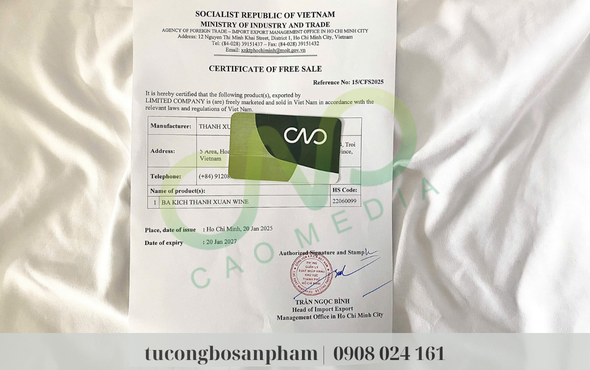 SOCIALIST REPUBLIC OF VIETNAM
MINISTRY OF INDUSTRY AND TRADE
AGENCY OF FOREIGN TRADE – IMPORT EXPORT MANAGEMENT OFFICE IN HO CHI MINH CITY
Address: 12 Nguyen Thi Minh Khai Street, District 1, Ho Chi Minh City, Vietnam
Tel: (84-028) 39151437 – Fax: (84-028) 39151432
Email: xnktphochiminh@moit.gov.vn
CERTIFICATE OF FREE SALE
Reference No: 15/CFS2025
It is hereby certified that the following product(s), exported by
LIMITED COMPANY is (are) freely marketed and sold in Viet Nam in accordance with the
relevant laws and regulations of Viet Nam.
Manufacturer: THANH XU
Address:
Vietnam
Telephone: (+84) 91208
Name of product(s): HS Code:
1 BA KICH THANH XUAN WINE 22060099
Place, date of issue : Ho Chi Minh, 20 Jan 2025
Date of expiry : 20 Jan 2027
Authorized Signature and Stamp
TRẦN NGỌC BÌNH
Head of Import Export
Management Office in Ho Chi Minh City
CAOMEDIA
tucongbosanpham | 0908 024 161